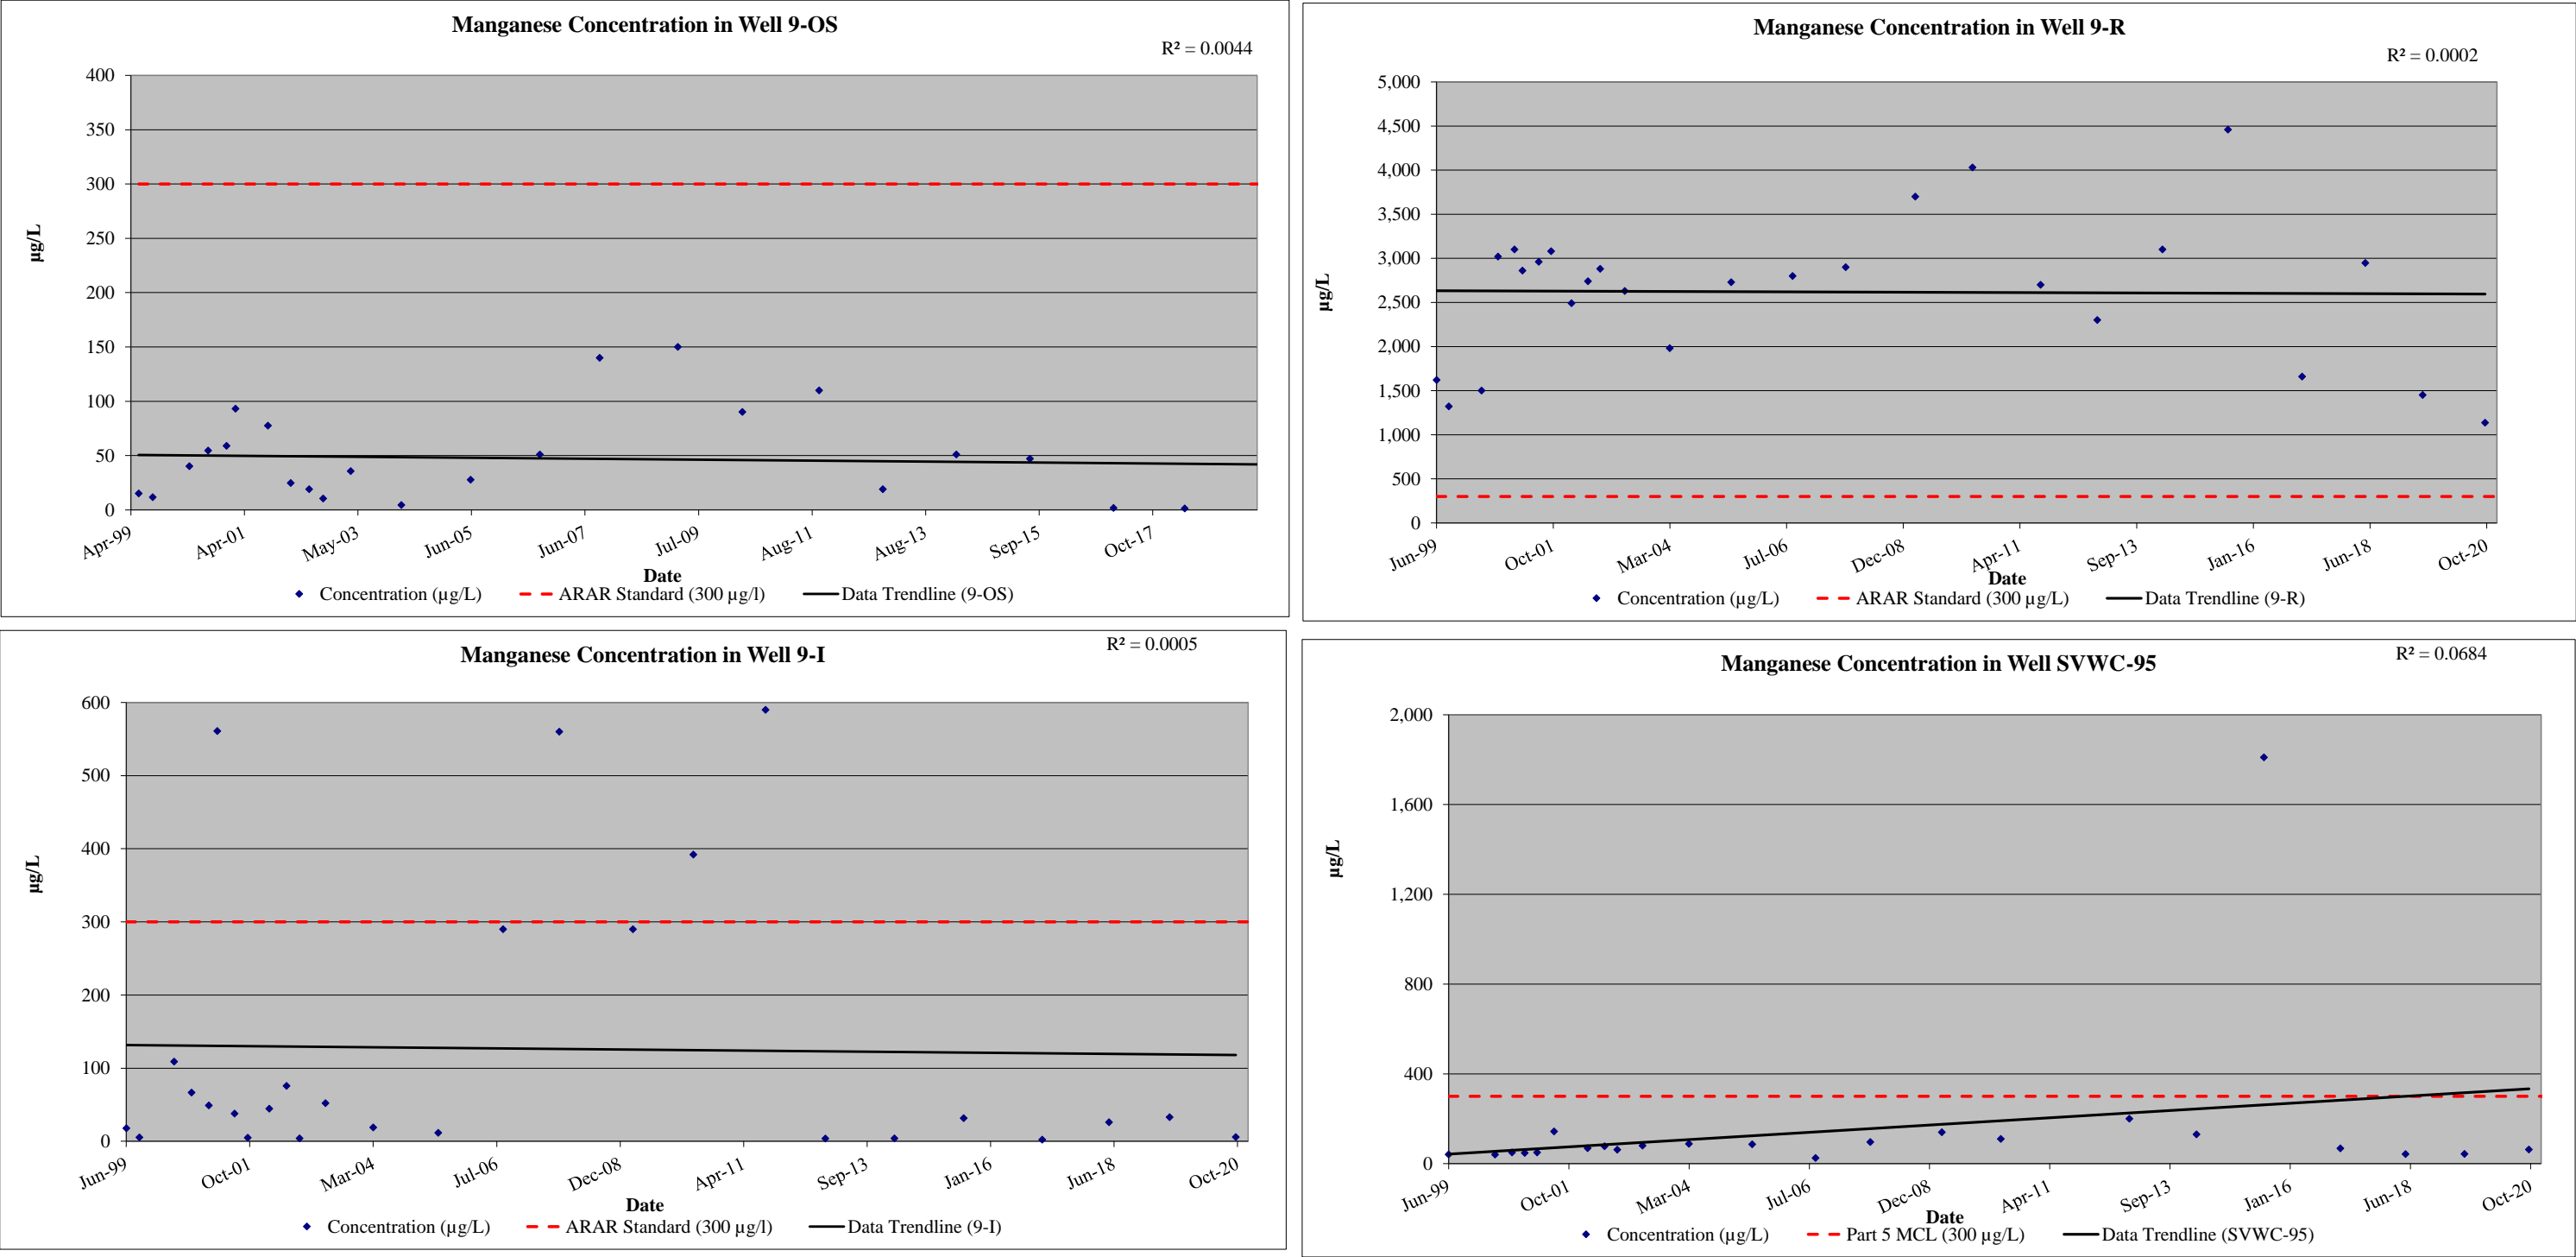 Manganese Concentration in Well 9-OS
R² = 0.0044
400
350
300
250
200
150
100
50
0
µg/L
Apr-99
Apr-01
May-03
Jun-05
Jun-07
Jul-09
Aug-11
Aug-13
Sep-15
Oct-17
Date
Concentration (µg/L)
ARAR Standard (300 µg/l)
Data Trendline (9-OS)
Manganese Concentration in Well 9-R
R² = 0.0002
5,000
4,500
4,000
3,500
3,000
2,500
2,000
1,500
1,000
500
0
µg/L
Jun-99
Oct-01
Mar-04
Jul-06
Dec-08
Apr-11
Sep-13
Jan-16
Jun-18
Oct-20
Date
Concentration (µg/L)
ARAR Standard (300 µg/L)
Data Trendline (9-R)
Manganese Concentration in Well 9-I
R² = 0.0005
600
500
400
300
200
100
0
µg/L
Jun-99
Oct-01
Mar-04
Jul-06
Dec-08
Apr-11
Sep-13
Jan-16
Jun-18
Oct-20
Date
Concentration (µg/L)
ARAR Standard (300 µg/l)
Data Trendline (9-I)
Manganese Concentration in Well SVWC-95
R² = 0.0684
2,000
1,600
1,200
800
400
0
µg/L
Jun-99
Oct-01
Mar-04
Jul-06
Dec-08
Apr-11
Sep-13
Jan-16
Jun-18
Oct-20
Date
Concentration (µg/L)
Part 5 MCL (300 µg/L)
Data Trendline (SVWC-95)